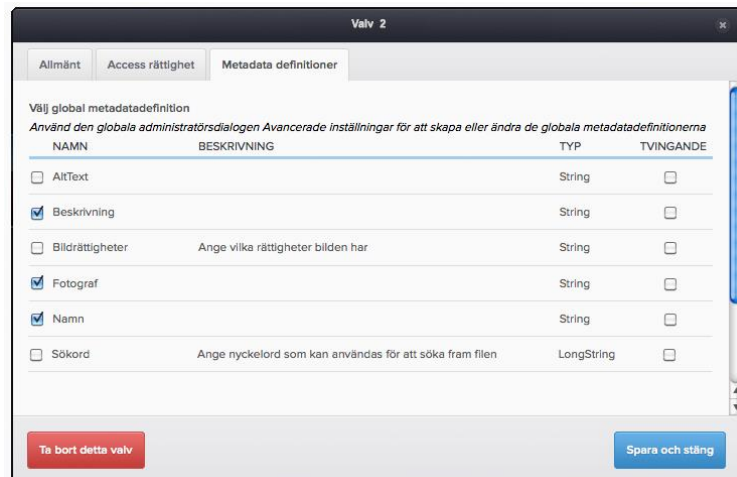 Valv 2
Allmänt Access rättighet Metadata definitioner
Välj global metadatadefinition
Använd den globala administratörsdialogen Avancerade inställningar för att skapa eller ändra de globala metadatadefinitionerna
NAMN BESKRIVNING TYP TVINGANDE
AltText String
Beskrivning String
Bildrättigheter Ange vilka rättigheter bilden har String
Fotograf String
Namn String
Sökord Ange nyckelord som kan användas för att söka fram filen LongString
Ta bort detta valv Spara och stäng